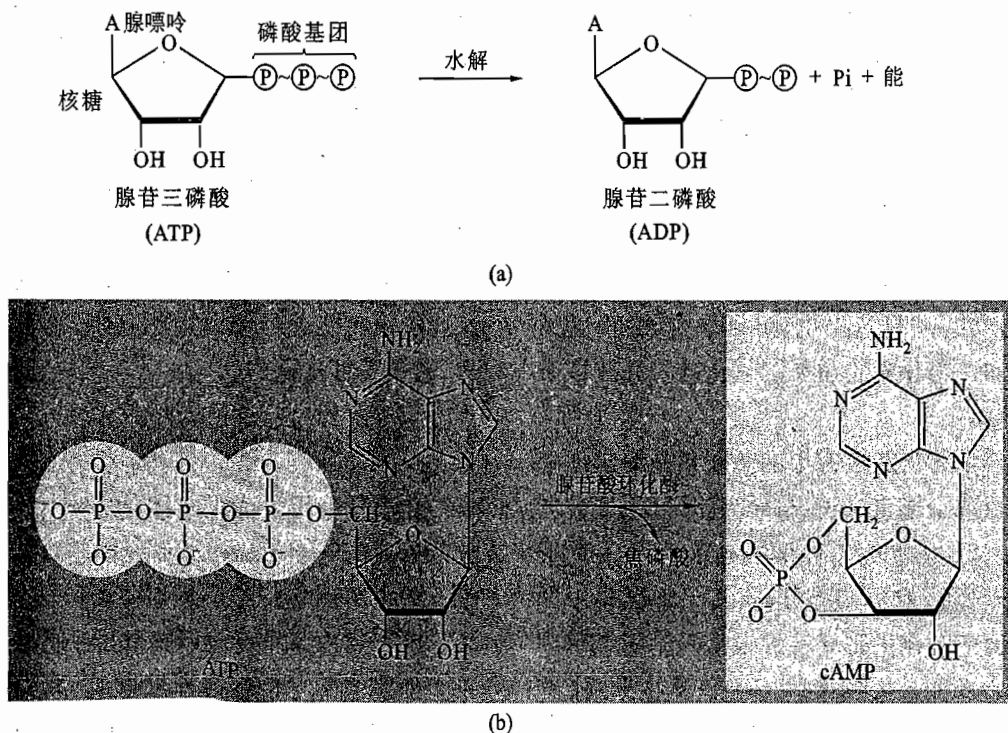 A腺嘌呤
磷酸基团
O
P~P~P
核糖
OH OH
腺苷三磷酸
(ATP)
水解
A
O
P~P + Pi + 能
OH OH
腺苷二磷酸
(ADP)
(a)
NH₂
N N
N N
O O O
⁻O P O P O P O CH₂
O⁻ O⁻ O⁻
O
OH OH
ATP
腺苷酸环化酶
焦磷酸
NH₂
N N
N N
CH₂
O O O
P
O⁻ O
OH
cAMP
(b)